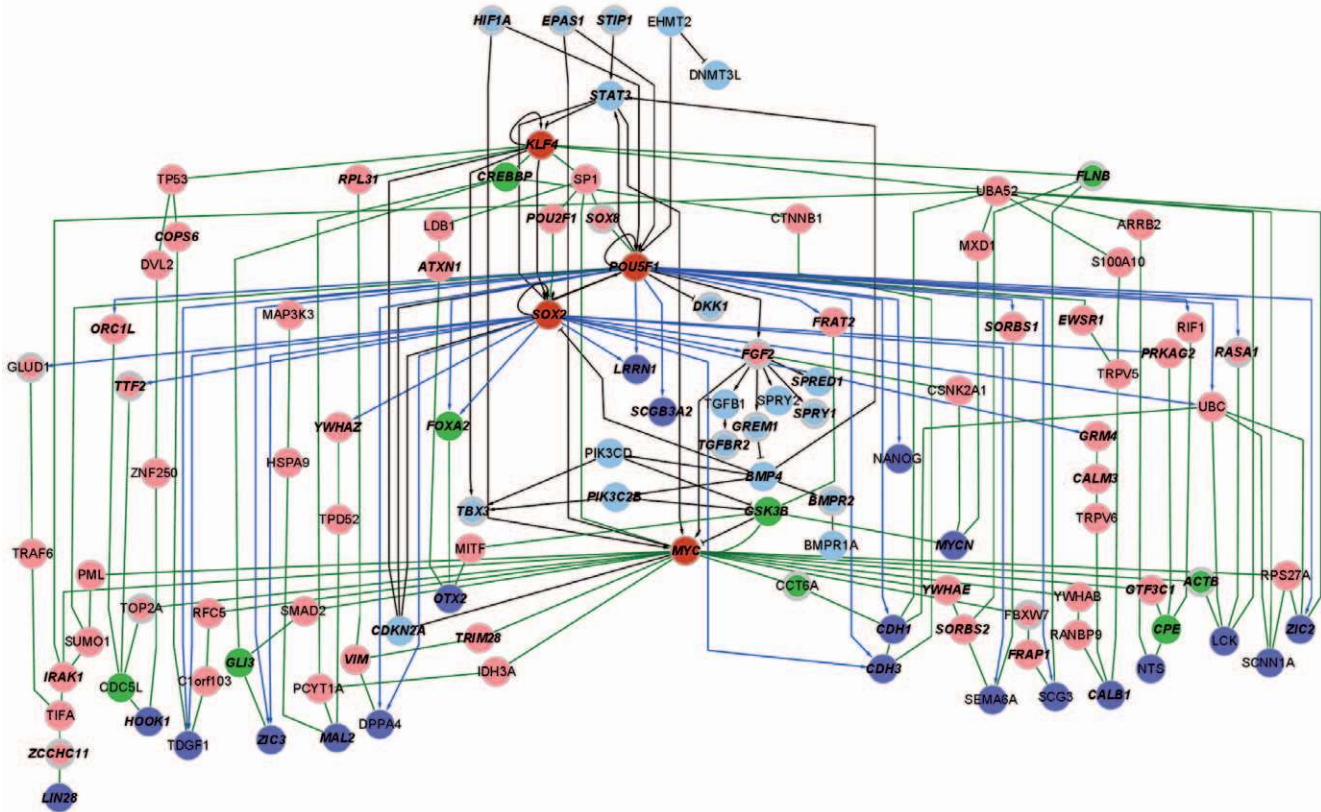 HIF1A
EPAS1
STIP1
EHMT2
DNMT3L
STAT3
KLF4
TP53
RPL31
CREBBP
SP1
UBA52
FLNB
COPS6
LDB1
POU2F1
SOX8
CTNNB1
MXD1
ARRB2
DVL2
ATXN1
POU5F1
S100A10
ORC1L
MAP3K3
SOX2
DKK1
FRAT2
SORBS1
EWSR1
RIF1
GLUD1
TTF2
LRRN1
FGF2
PRKAG2
RASA1
SPRED1
CSNK2A1
TRPV5
YWHAZ
FOXA2
SCGB3A2
TGFB1
SPRY2
SPRY1
UBC
GREM1
TGFBR2
GRM4
ZNF250
HSPA9
PIK3CD
BMP4
NANOG
CALM3
PIK3C2B
BMPR2
TPD52
TBX3
GSK3B
TRPV6
TRAF6
MITF
MYC
BMPR1A
MYCN
PML
CCT6A
ACTB
TOP2A
RFC5
SMAD2
OTX2
YWHAE
FBXW7
YWHAB
GTF3C1
RPS27A
SUMO1
CDKN2A
TRIM28
CDH1
SORBS2
RANBP9
CPE
LCK
ZIC2
IRAK1
CDC5L
GLI3
C1orf103
VIM
PCYT1A
IDH3A
CDH3
FRAP1
NTS
SCNN1A
TIFA
HOOK1
TDGF1
ZIC3
MAL2
DPPA4
SEMA6A
SCG3
CALB1
ZCCHC11
LIN28